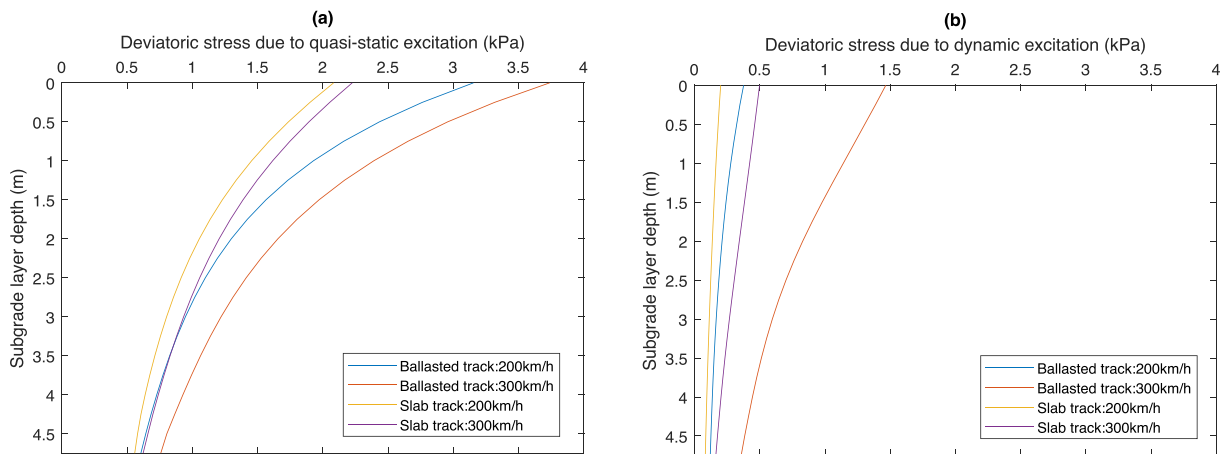 (a)
Deviatoric stress due to quasi-static excitation (kPa)
0 0.5 1 1.5 2 2.5 3 3.5 4
0
0.5
1
1.5
2
2.5
3
3.5
4
4.5
Subgrade layer depth (m)
Ballasted track:200km/h
Ballasted track:300km/h
Slab track:200km/h
Slab track:300km/h
(b)
Deviatoric stress due to dynamic excitation (kPa)
0 0.5 1 1.5 2 2.5 3 3.5 4
0
0.5
1
1.5
2
2.5
3
3.5
4
4.5
Subgrade layer depth (m)
Ballasted track:200km/h
Ballasted track:300km/h
Slab track:200km/h
Slab track:300km/h